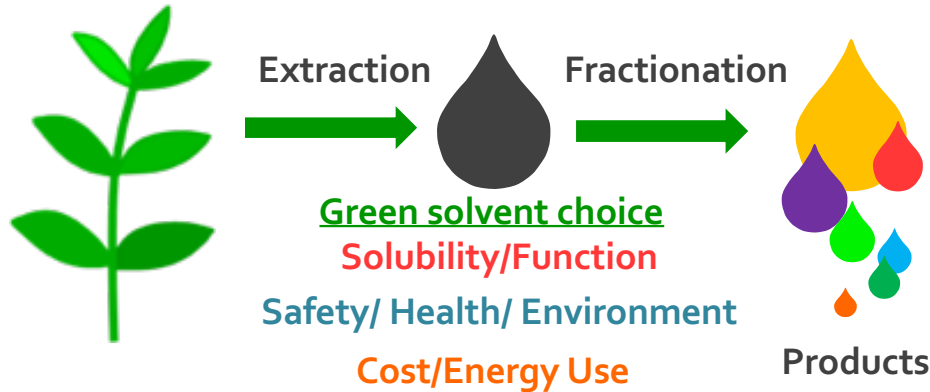 Extraction
Fractionation
Green solvent choice
Solubility/Function
Safety/ Health/ Environment
Cost/Energy Use
Products